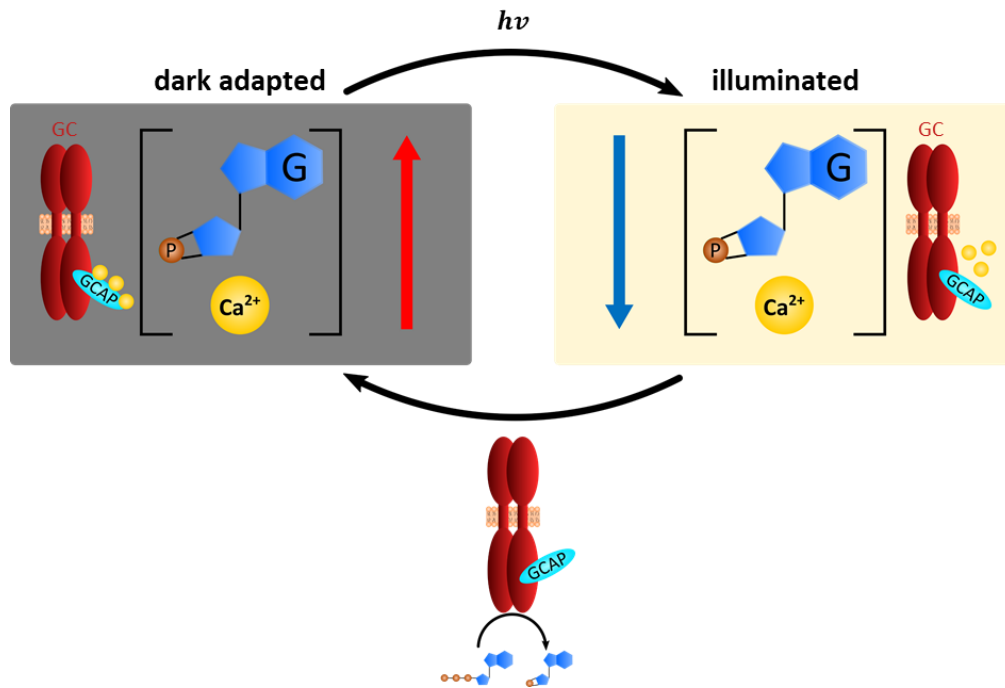 hv
dark adapted
illuminated
GC
G
P
GCAP
Ca²⁺
G
P
Ca²⁺
GC
GCAP
GCAP